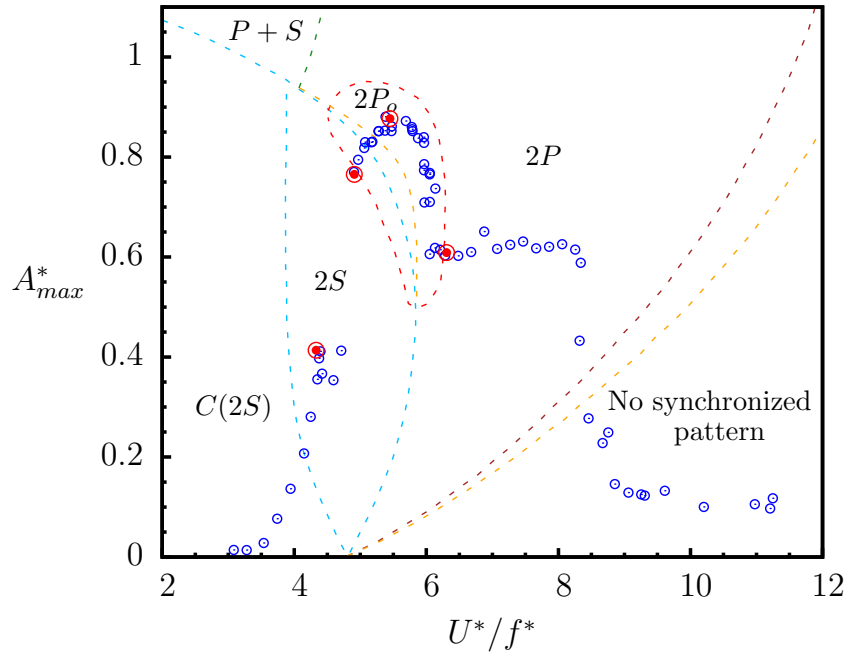 P + S
1
2P_o
0.8
2P
0.6
A*_max
2S
0.4
C(2S)
No synchronized
pattern
0.2
0
2
4
6
8
10
12
U*/f*